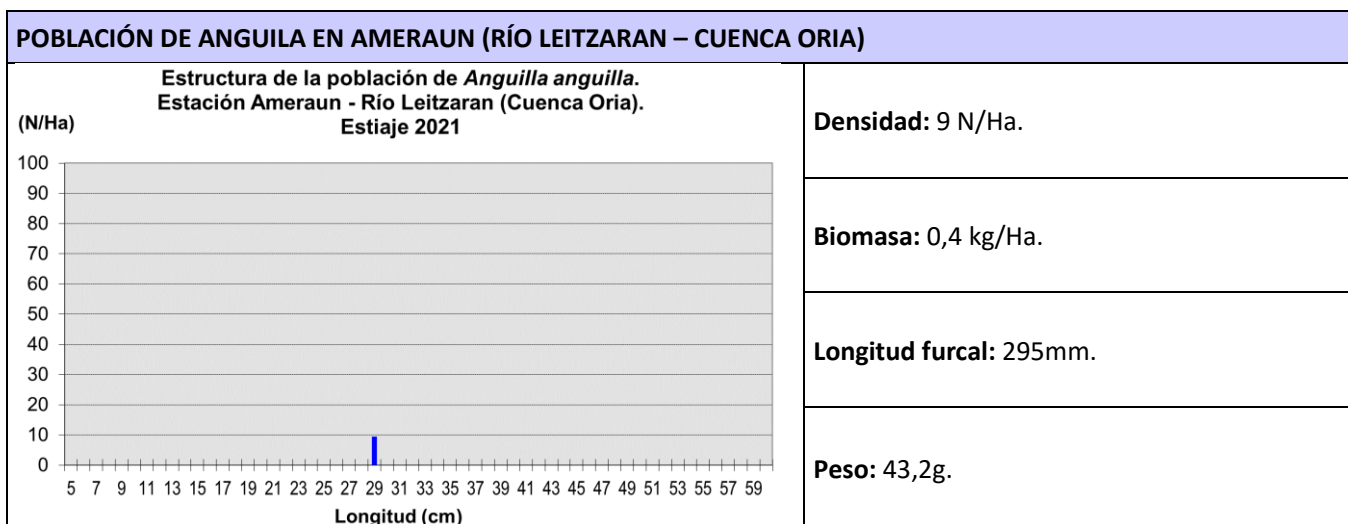 POBLACIÓN DE ANGUILA EN AMERAUN (RÍO LEITZARAN – CUENCA ORIA)
Estructura de la población de Anguilla anguilla.
Estación Ameraun - Río Leitzaran (Cuenca Oria).
Estiaje 2021
(N/Ha)
100
90
80
70
60
50
40
30
20
10
0
5 7 9 11 13 15 17 19 21 23 25 27 29 31 33 35 37 39 41 43 45 47 49 51 53 55 57 59
Longitud (cm)
Densidad: 9 N/Ha.
Biomasa: 0,4 kg/Ha.
Longitud furcal: 295mm.
Peso: 43,2g.